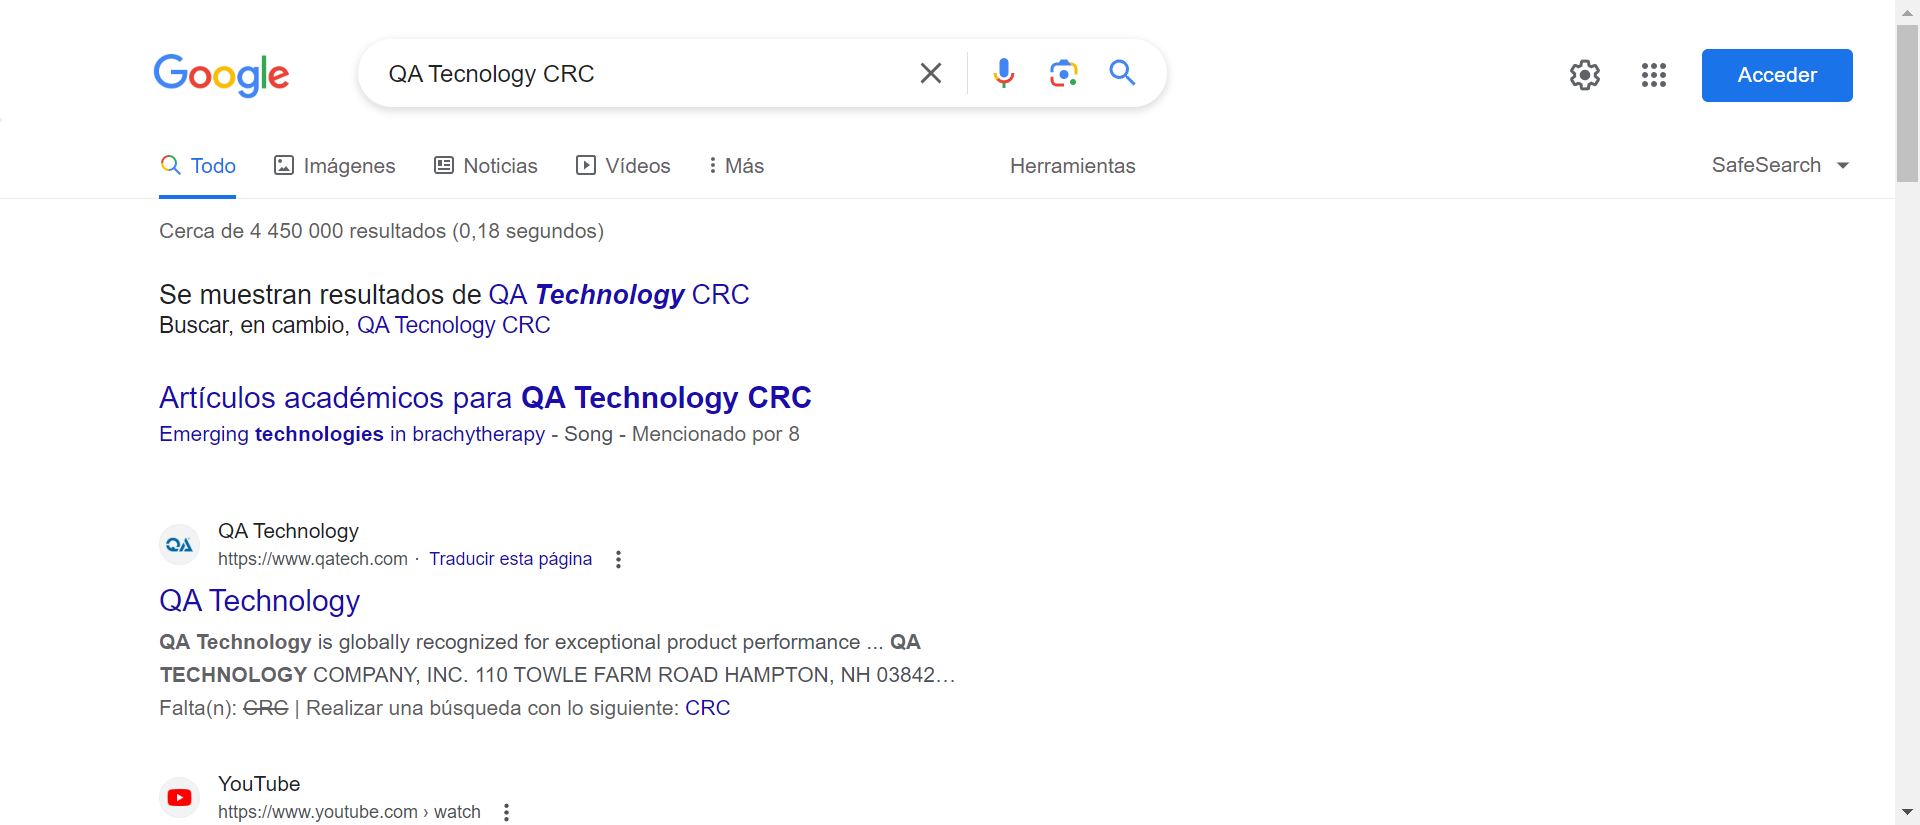 Google
QA Tecnology CRC
Acceder
Todo Imágenes Noticias Vídeos Más Herramientas SafeSearch
Cerca de 4 450 000 resultados (0,18 segundos)
Se muestran resultados de QA Technology CRC
Buscar, en cambio, QA Tecnology CRC
Artículos académicos para QA Technology CRC
Emerging technologies in brachytherapy - Song - Mencionado por 8
QA
QA Technology
https://www.qatech.com · Traducir esta página
QA Technology
QA Technology is globally recognized for exceptional product performance ... QA
TECHNOLOGY COMPANY, INC. 110 TOWLE FARM ROAD HAMPTON, NH 03842…
Falta(n): CRC | Realizar una búsqueda con lo siguiente: CRC
YouTube
https://www.youtube.com › watch